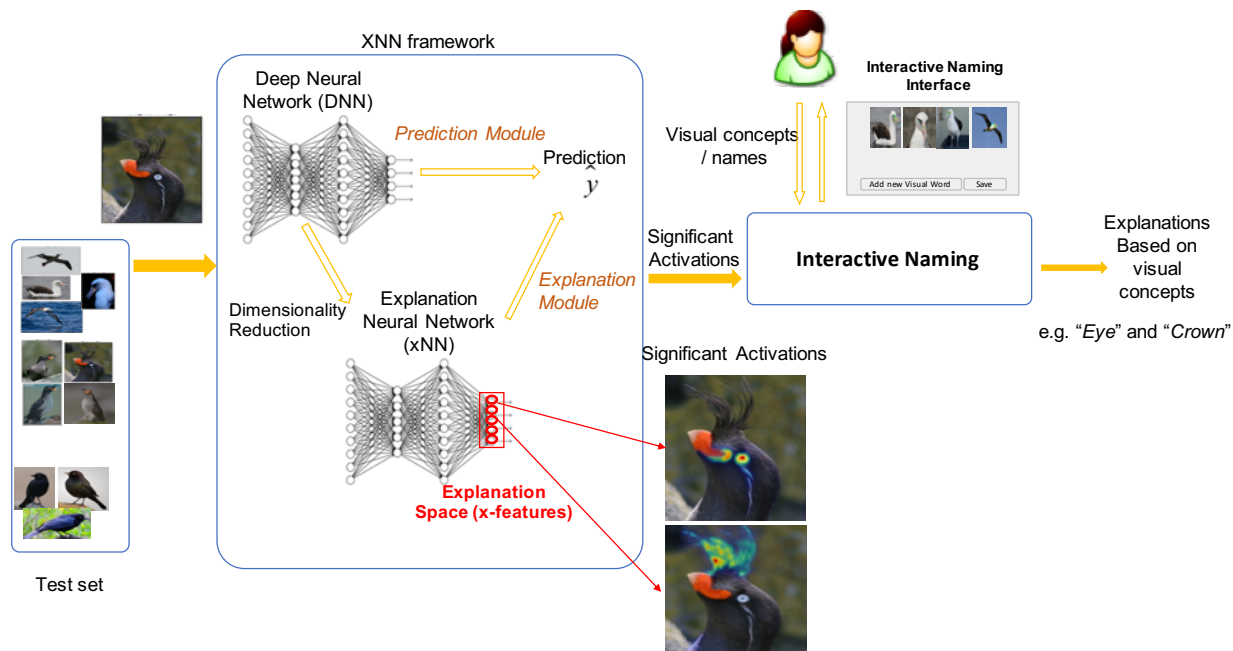 XNN framework
Deep Neural
Network (DNN)
Prediction Module
Prediction
ŷ
Dimensionality
Reduction
Explanation
Module
Explanation
Neural Network
(xNN)
Explanation
Space (x-features)
Test set
Visual concepts
/ names
Interactive Naming
Interface
Add new Visual Word
Save
Significant
Activations
Interactive Naming
Explanations
Based on
visual
concepts
e.g. “Eye” and “Crown”
Significant Activations